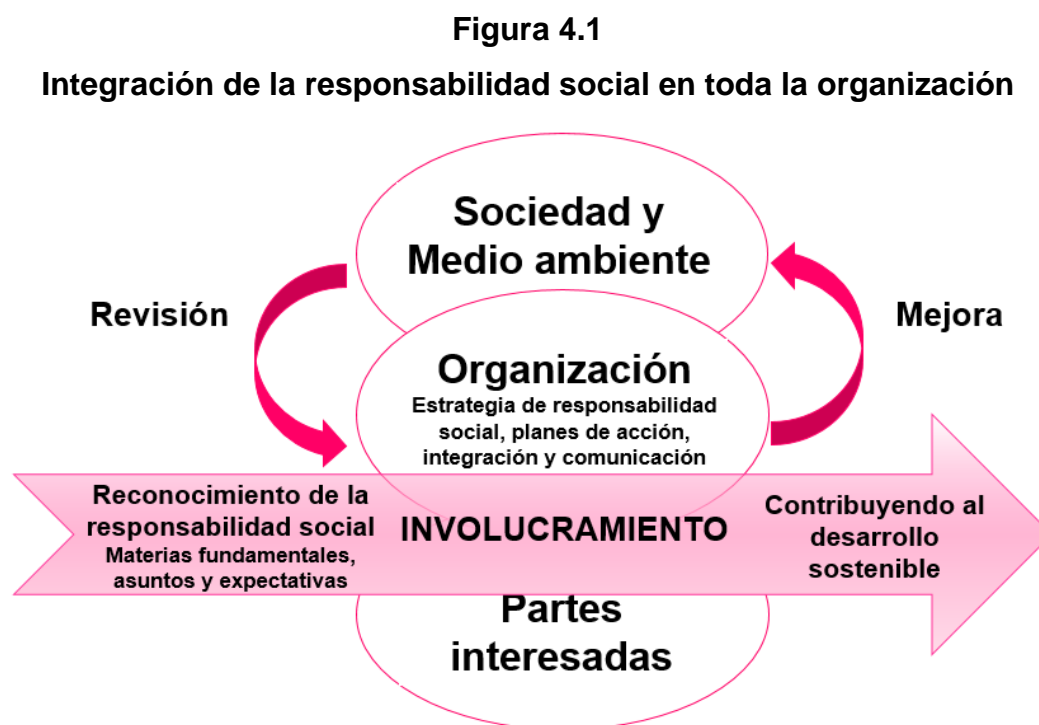 Figura 4.1
Integración de la responsabilidad social en toda la organización
Sociedad y
Medio ambiente
Revisión
Mejora
Organización
Estrategia de responsabilidad
social, planes de acción,
integración y comunicación
Reconocimiento de la
responsabilidad social
Materias fundamentales,
asuntos y expectativas
INVOLUCRAMIENTO
Contribuyendo al
desarrollo
sostenible
Partes
interesadas